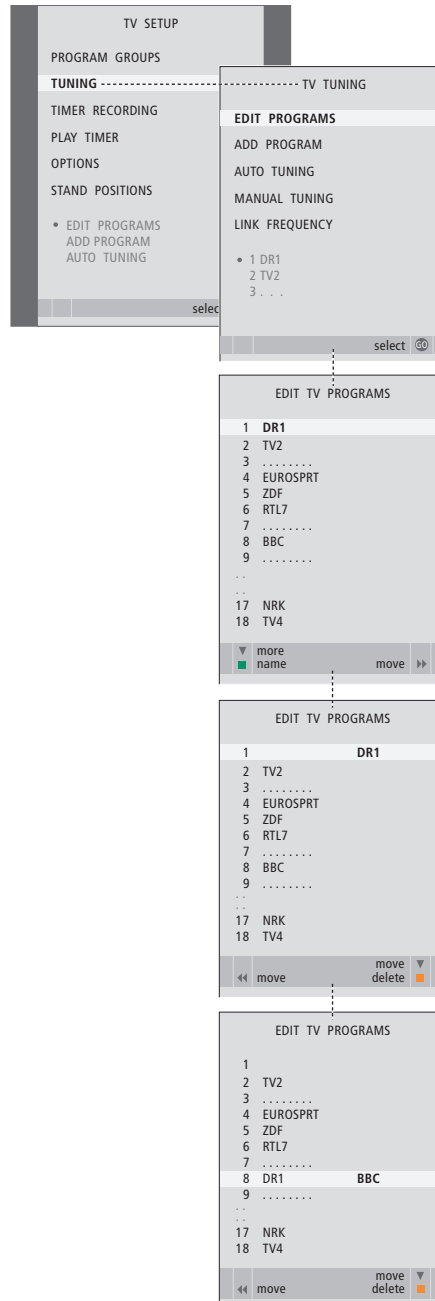 TV SETUP
PROGRAM GROUPS
TUNING
TIMER RECORDING
PLAY TIMER
OPTIONS
STAND POSITIONS
• EDIT PROGRAMS
ADD PROGRAM
AUTO TUNING
selec
TV TUNING
EDIT PROGRAMS
ADD PROGRAM
AUTO TUNING
MANUAL TUNING
LINK FREQUENCY
• 1 DR1
2 TV2
3 . . .
select GO
EDIT TV PROGRAMS
1 DR1
2 TV2
3 . . . . . . . .
4 EUROSPRT
5 ZDF
6 RTL7
7 . . . . . . . .
8 BBC
9 . . . . . . . .
. .
. .
17 NRK
18 TV4
more
name move
EDIT TV PROGRAMS
1 DR1
2 TV2
3 . . . . . . . .
4 EUROSPRT
5 ZDF
6 RTL7
7 . . . . . . . .
8 BBC
9 . . . . . . . .
. .
. .
17 NRK
18 TV4
move
move delete
EDIT TV PROGRAMS
1
2 TV2
3 . . . . . . . .
4 EUROSPRT
5 ZDF
6 RTL7
7 . . . . . . . .
8 DR1 BBC
9 . . . . . . . .
. .
. .
17 NRK
18 TV4
move
move delete